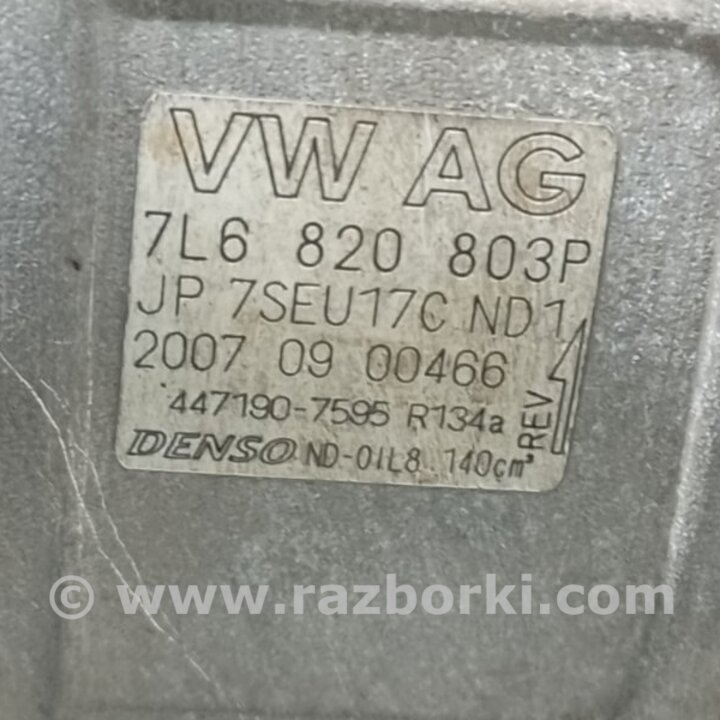 VW AG
7L6 820 803P
JP 7SEU17C ND1
2007 09 00466
447190-7595 R134a
REV
DENSO ND-OIL8 140cm³
© www.razborki.com